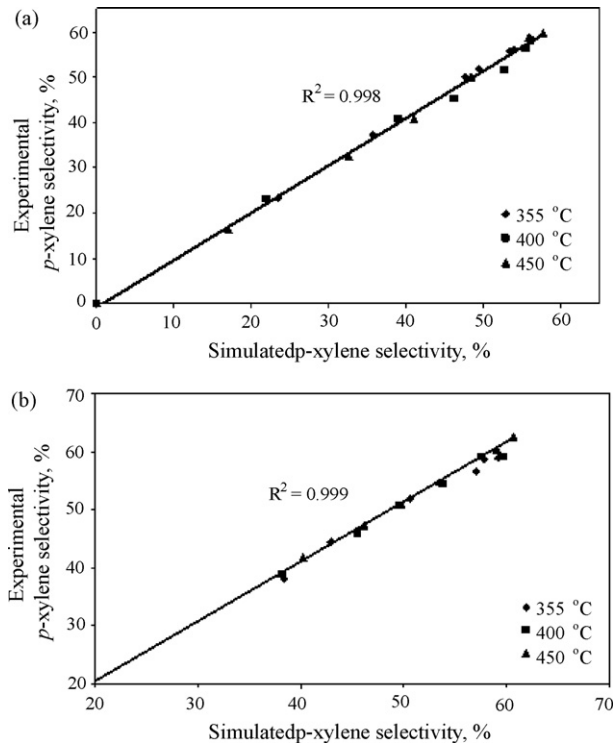 (a)
60
50
40
30
20
10
0
Experimental
p-xylene selectivity, %
R² = 0.998
355 °C
400 °C
450 °C
0 10 20 30 40 50 60
Simulatedp-xylene selectivity, %
(b)
70
60
50
40
30
20
Experimental
p-xylene selectivity, %
R² = 0.999
355 °C
400 °C
450 °C
20 30 40 50 60 70
Simulatedp-xylene selectivity, %